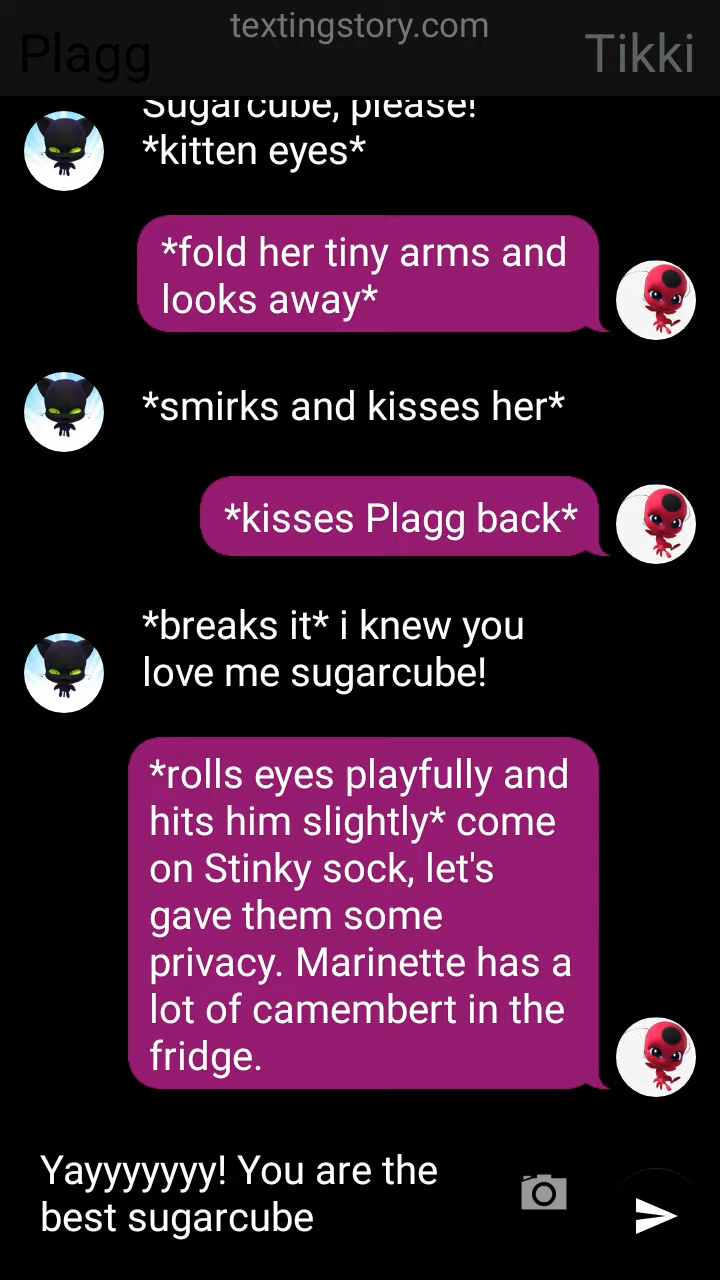 textingstory.com
Plagg
Tikki
Sugarcube, please!
*kitten eyes*
*fold her tiny arms and
looks away*
*smirks and kisses her*
*kisses Plagg back*
*breaks it* i knew you
love me sugarcube!
*rolls eyes playfully and
hits him slightly* come
on Stinky sock, let's
gave them some
privacy. Marinette has a
lot of camembert in the
fridge.
Yayyyyyyy! You are the
best sugarcube